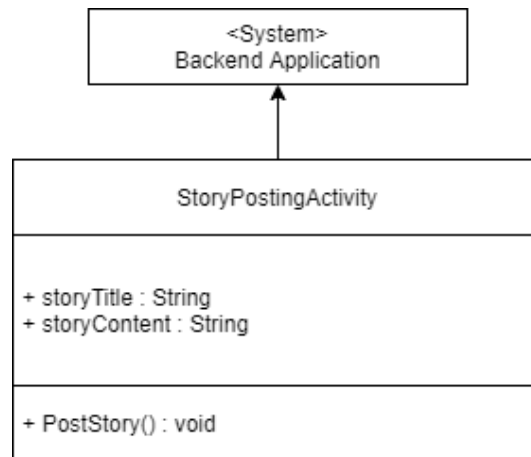 <System>
Backend Application
StoryPostingActivity
+ storyTitle : String
+ storyContent : String
+ PostStory() : void